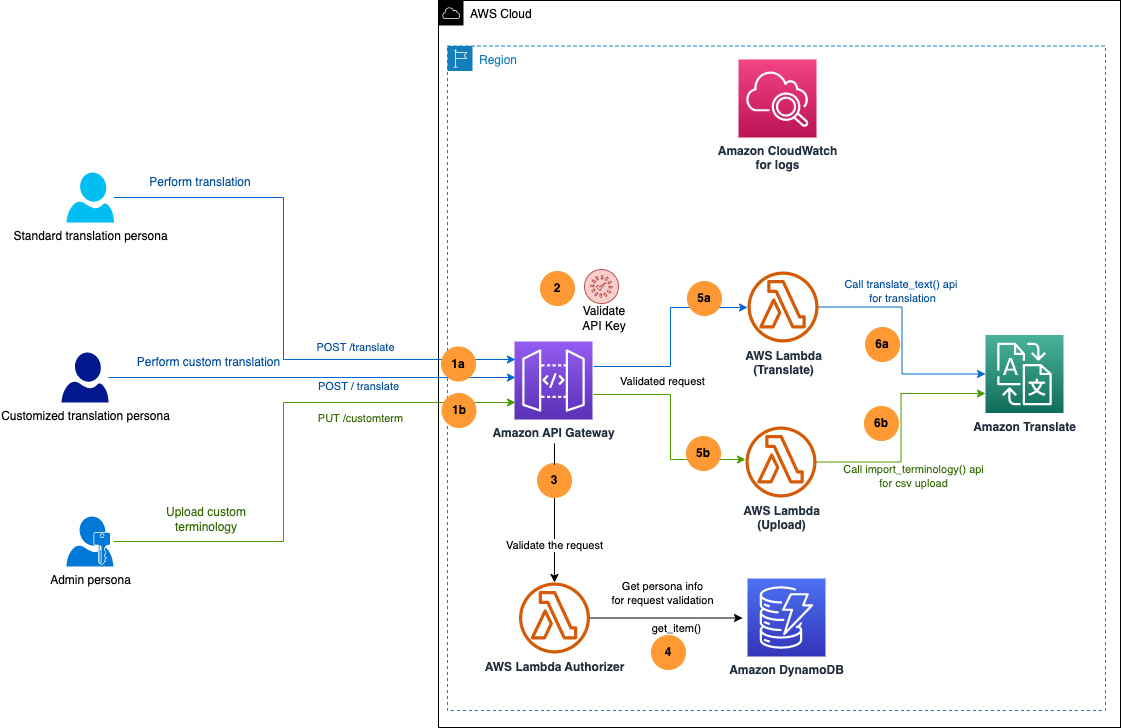 AWS Cloud
Region
Amazon CloudWatch
for logs
Perform translation
Standard translation persona
2
Validate
API Key
5a
Call translate_text() api
for translation
POST /translate
Perform custom translation
1a
AWS Lambda
(Translate)
6a
POST / translate
Validated request
Customized translation persona
1b
PUT /customterm
Amazon API Gateway
6b
Amazon Translate
5b
Call import_terminology() api
for csv upload
3
Upload custom
terminology
AWS Lambda
(Upload)
Validate the request
Admin persona
Get persona info
for request validation
get_item()
4
AWS Lambda Authorizer
Amazon DynamoDB
A
文